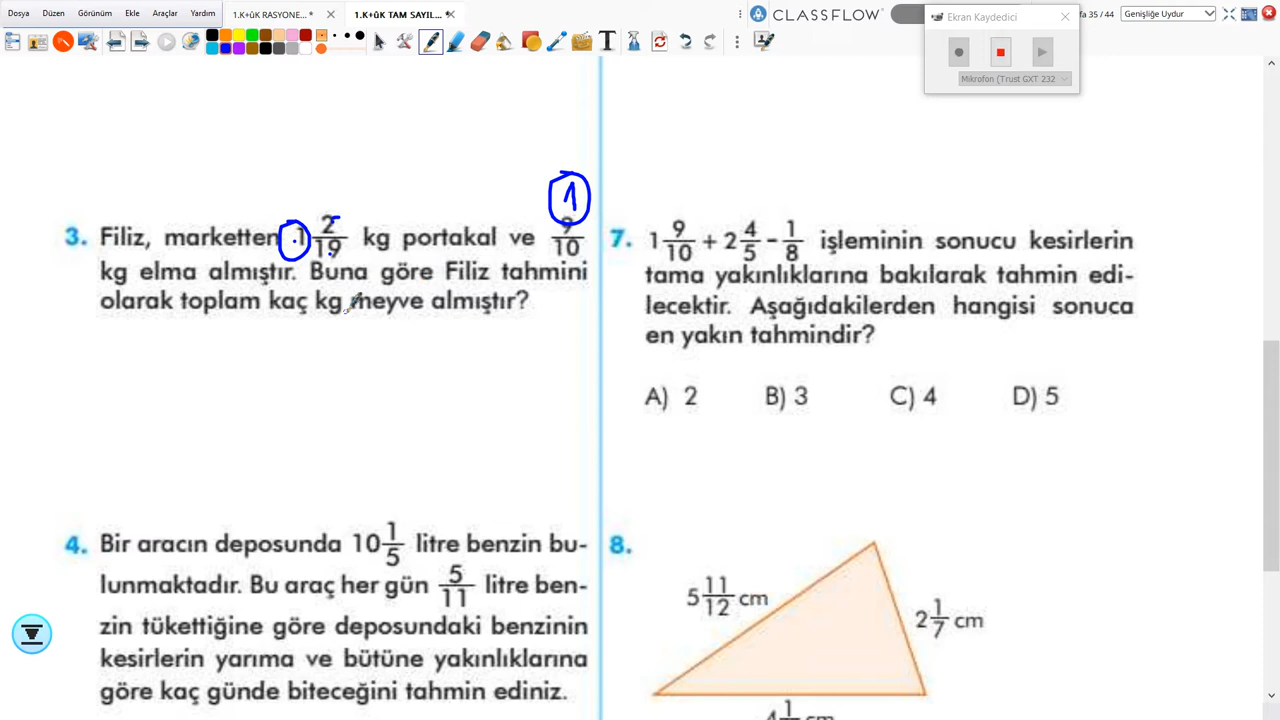 Dosya Düzen Görünüm Ekle Araçlar Yardım
1.K+ûK RASYONE... *
1.K+ûK TAM SAYIL... *
CLASSFLOW
Ekran Kaydedici
Mikrofon (Trust GXT 232
fa 35 / 44
Genişliğe Uydur
1
3. Filiz, marketten 1 2/19 kg portakal ve 9/10
kg elma almıştır. Buna göre Filiz tahmini
olarak toplam kaç kg meyve almıştır?
4. Bir aracın deposunda 10 1/5 litre benzin bu-
lunmaktadır. Bu araç her gün 5/11 litre ben-
zin tükettiğine göre deposundaki benzinin
kesirlerin yarıma ve bütüne yakınlıklarına
göre kaç günde biteceğini tahmin ediniz.
7. 1 9/10 + 2 4/5 - 1/8 işleminin sonucu kesirlerin
tama yakınlıklarına bakılarak tahmin edi-
lecektir. Aşağıdakilerden hangisi sonuca
en yakın tahmindir?
A) 2 B) 3 C) 4 D) 5
8.
5 11/12 cm
2 1/7 cm